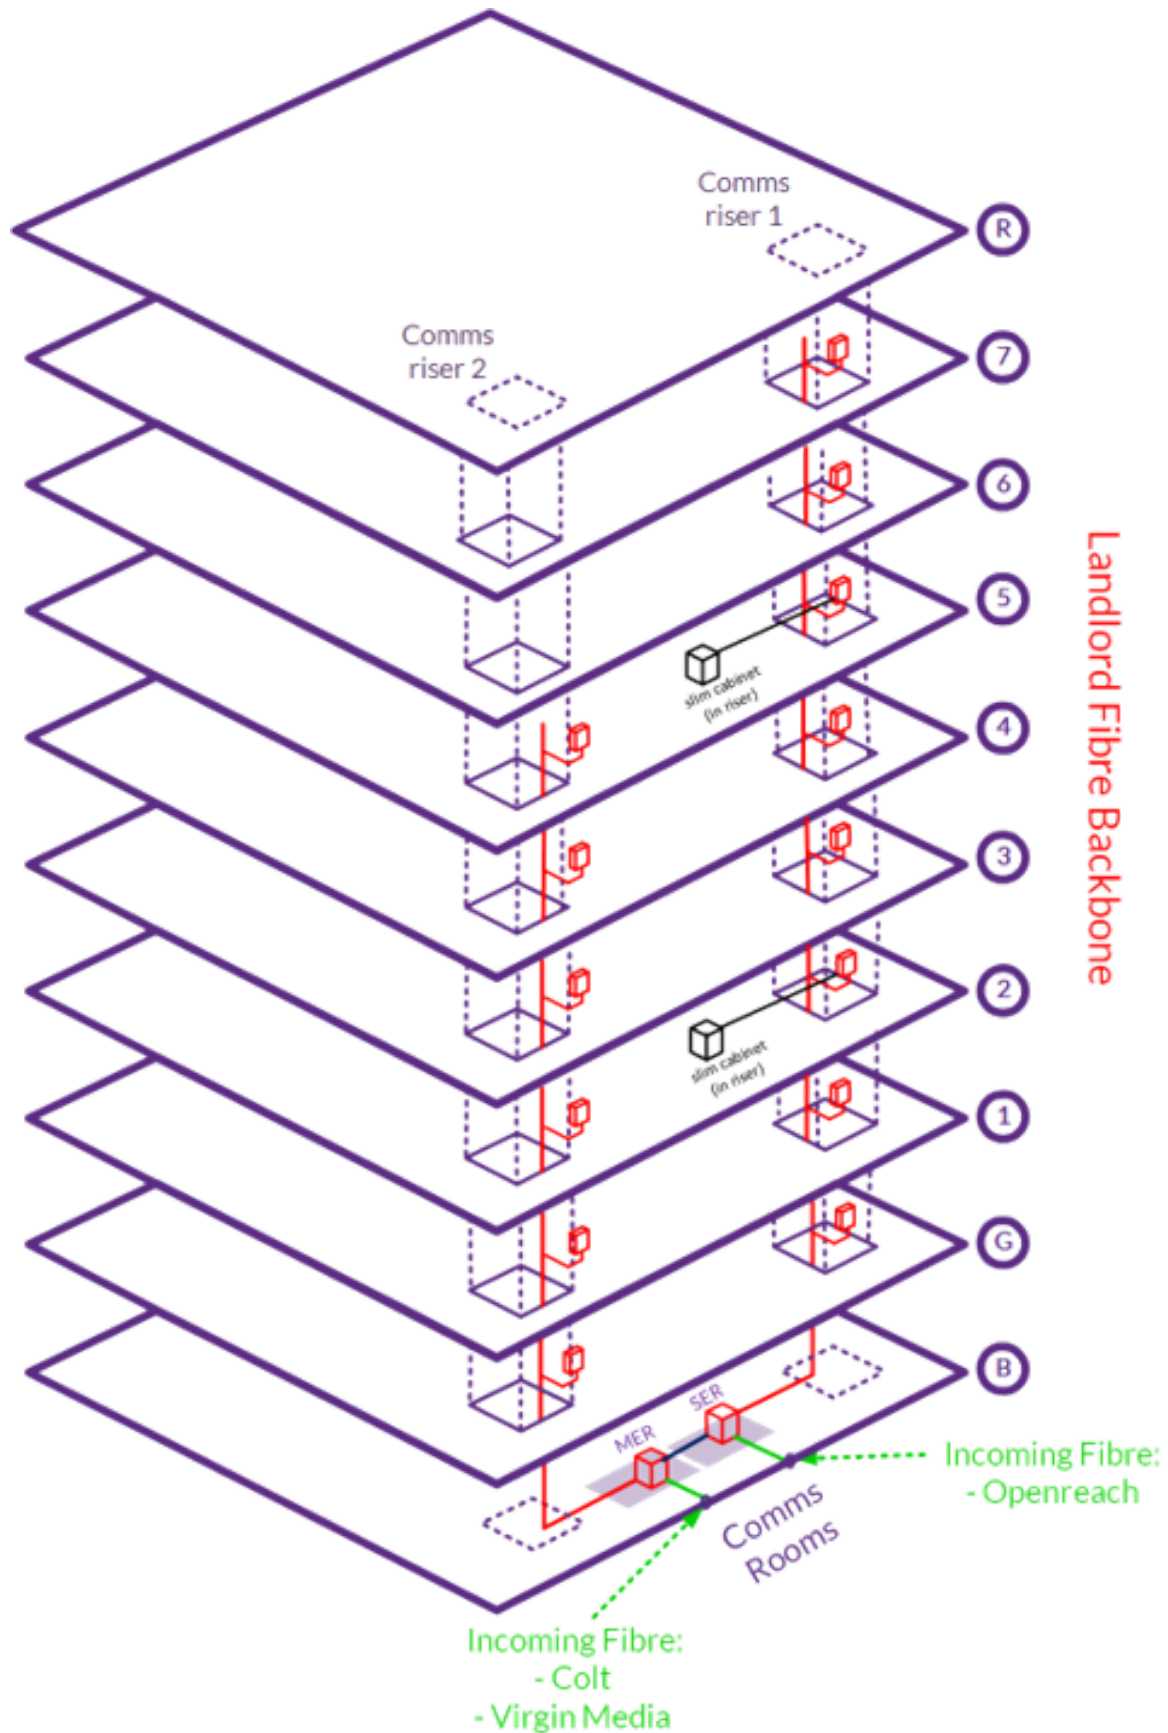 Comms
riser 1
R
Comms
riser 2
7
6
5
slim cabinet
(in riser)
4
Landlord Fibre Backbone
3
2
slim cabinet
(in riser)
1
G
B
SER
MER
Incoming Fibre:
- Openreach
Comms
Rooms
Incoming Fibre:
- Colt
- Virgin Media